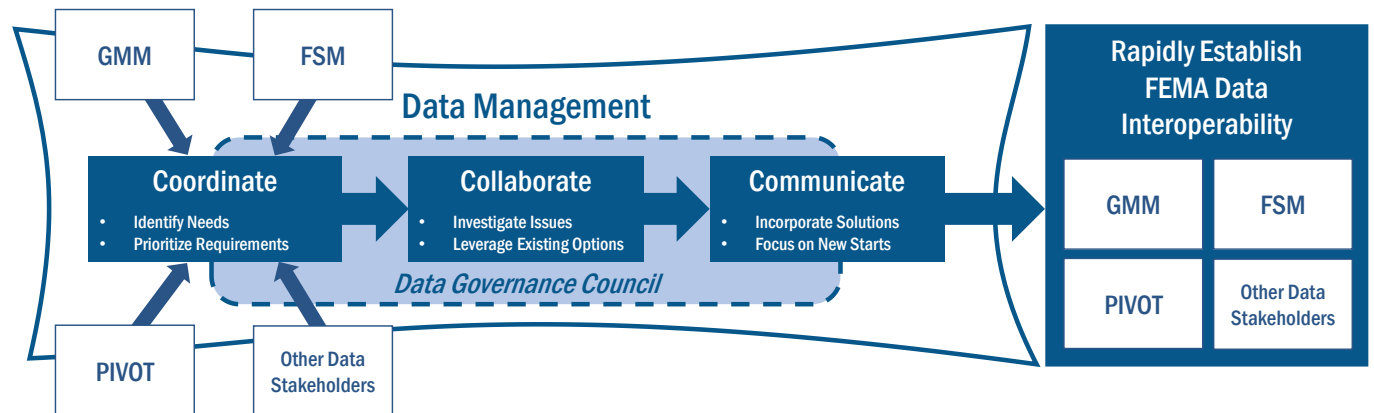 GMM
FSM
Data Management
Coordinate
• Identify Needs
• Prioritize Requirements
Collaborate
• Investigate Issues
• Leverage Existing Options
Communicate
• Incorporate Solutions
• Focus on New Starts
Data Governance Council
PIVOT
Other Data
Stakeholders
Rapidly Establish
FEMA Data
Interoperability
GMM
FSM
PIVOT
Other Data
Stakeholders